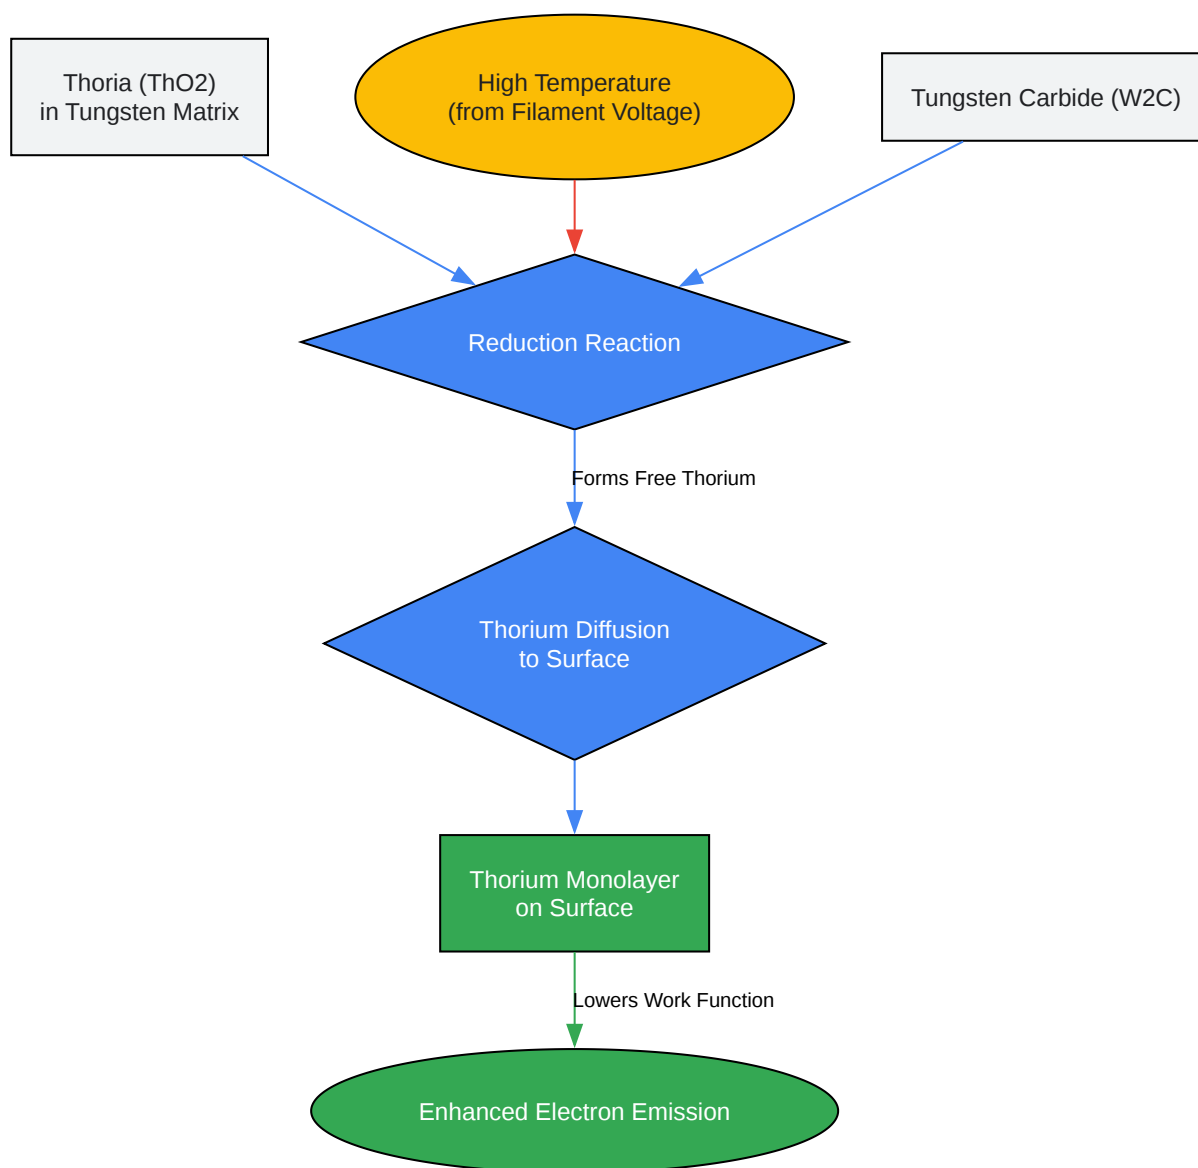 Thoria (ThO2)
in Tungsten Matrix
High Temperature
(from Filament Voltage)
Tungsten Carbide (W2C)
Reduction Reaction
Forms Free Thorium
Thorium Diffusion
to Surface
Thorium Monolayer
on Surface
Lowers Work Function
Enhanced Electron Emission